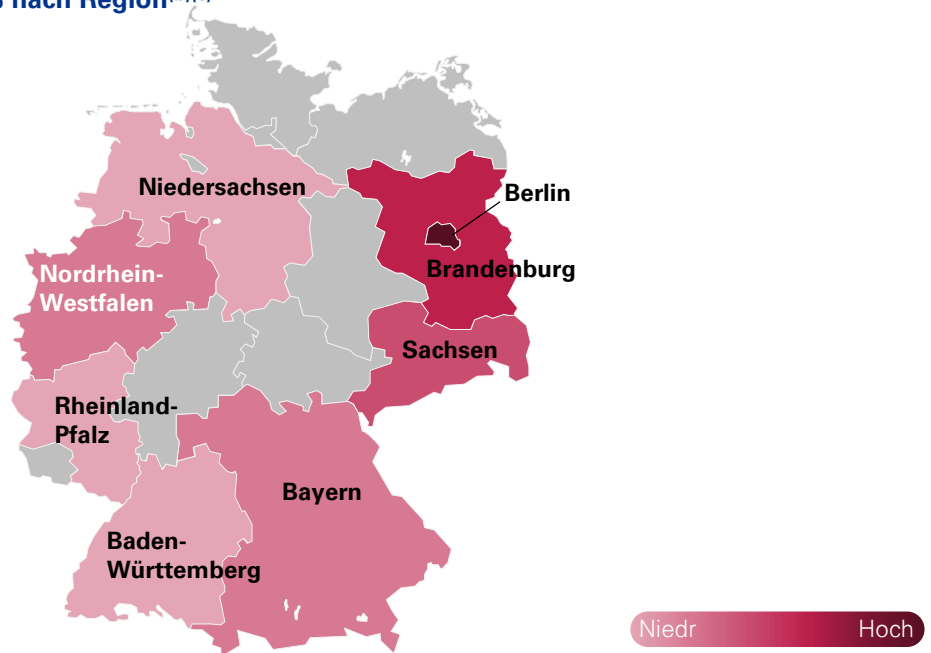 nach Region
Niedersachsen
Berlin
Nordrhein-
Westfalen
Brandenburg
Sachsen
Rheinland-
Pfalz
Bayern
Baden-
Württemberg
Niedr
Hoch